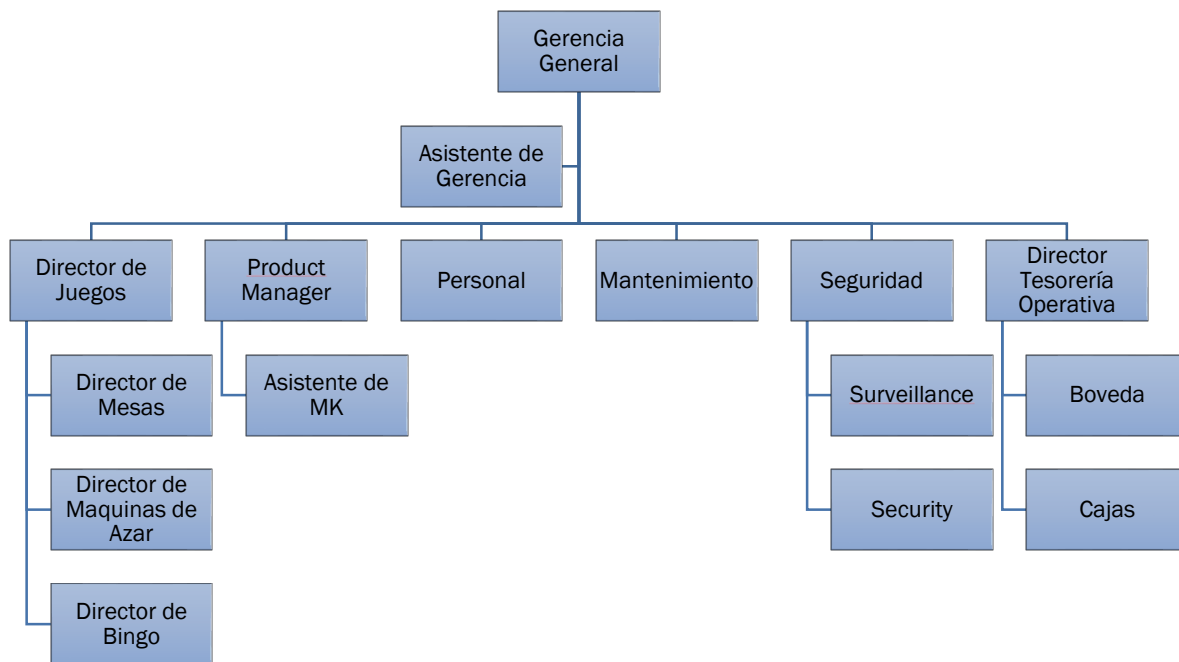 Gerencia
General
Asistente de
Gerencia
Director de
Juegos
Product
Manager
Personal
Mantenimiento
Seguridad
Director
Tesorería
Operativa
Director de
Mesas
Asistente de
MK
Surveillance
Boveda
Director de
Maquinas de
Azar
Security
Cajas
Director de
Bingo